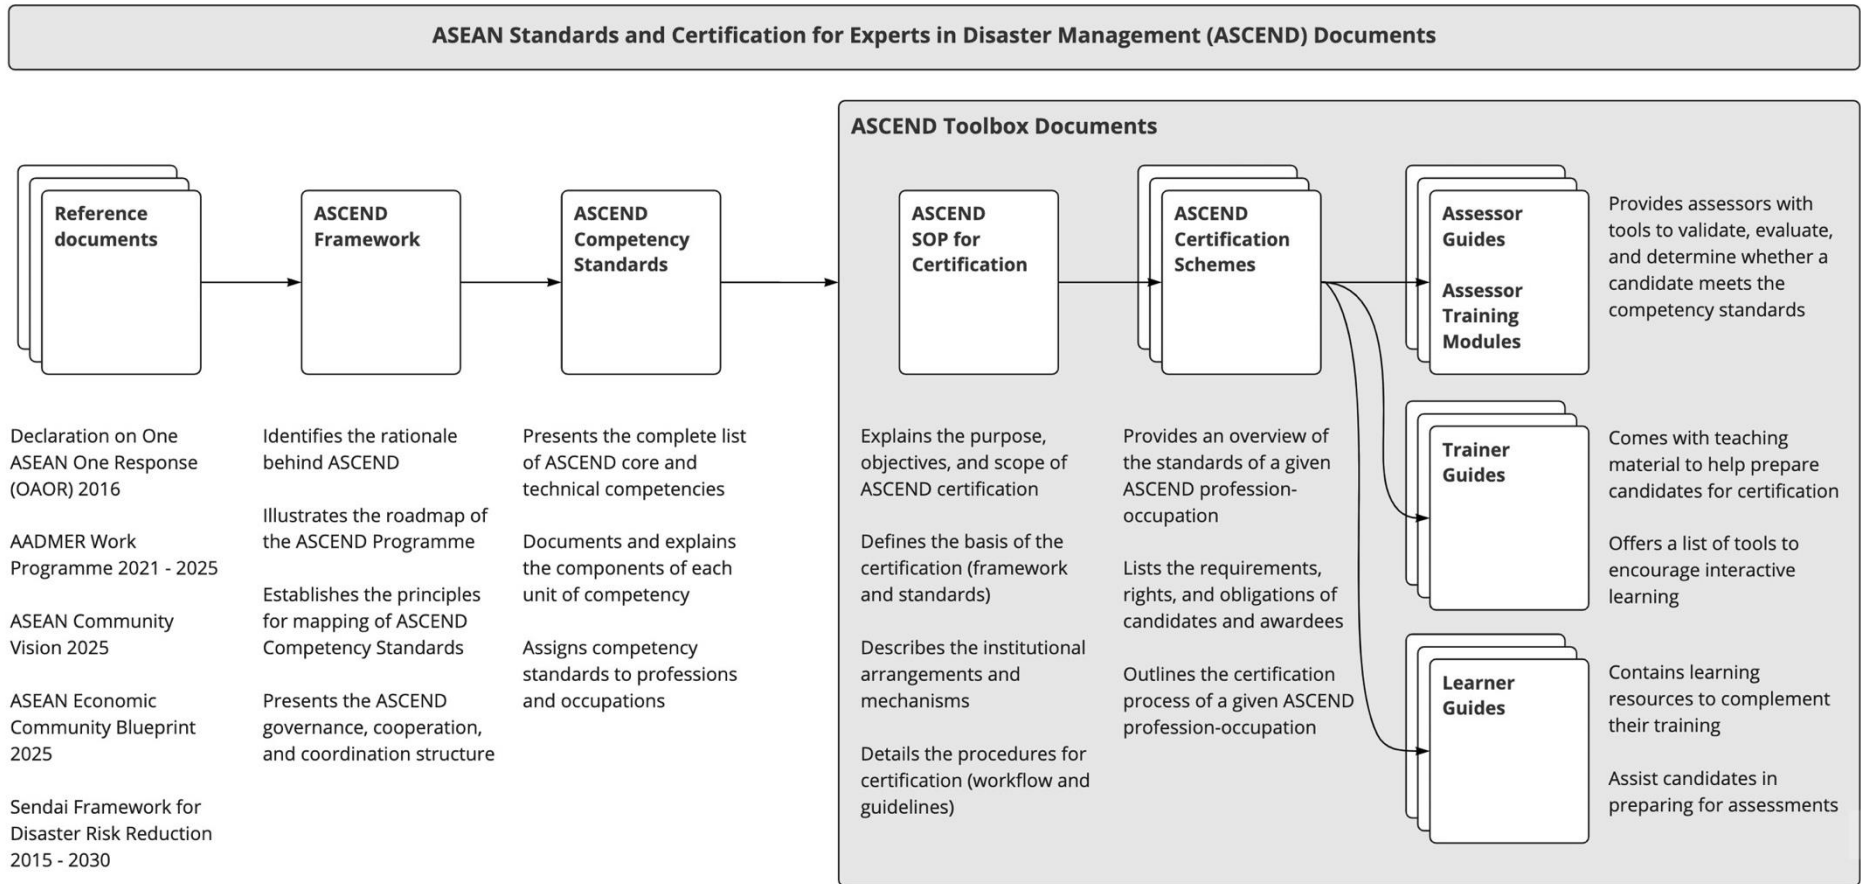 ASEAN Standards and Certification for Experts in Disaster Management (ASCEND) Documents
ASCEND Toolbox Documents
Reference
documents
ASCEND
Framework
ASCEND
Competency
Standards
ASCEND
SOP for
Certification
ASCEND
Certification
Schemes
Assessor
Guides
Assessor
Training
Modules
Provides assessors with
tools to validate, evaluate,
and determine whether a
candidate meets the
competency standards
Declaration on One
ASEAN One Response
(OAOR) 2016
AADMER Work
Programme 2021 - 2025
ASEAN Community
Vision 2025
ASEAN Economic
Community Blueprint
2025
Sendai Framework for
Disaster Risk Reduction
2015 - 2030
Identifies the rationale
behind ASCEND
Illustrates the roadmap of
the ASCEND Programme
Establishes the principles
for mapping of ASCEND
Competency Standards
Presents the ASCEND
governance, cooperation,
and coordination structure
Presents the complete list
of ASCEND core and
technical competencies
Documents and explains
the components of each
unit of competency
Assigns competency
standards to professions
and occupations
Explains the purpose,
objectives, and scope of
ASCEND certification
Defines the basis of the
certification (framework
and standards)
Describes the institutional
arrangements and
mechanisms
Details the procedures for
certification (workflow and
guidelines)
Provides an overview of
the standards of a given
ASCEND profession-
occupation
Lists the requirements,
rights, and obligations of
candidates and awardees
Outlines the certification
process of a given ASCEND
profession-occupation
Trainer
Guides
Comes with teaching
material to help prepare
candidates for certification
Offers a list of tools to
encourage interactive
learning
Learner
Guides
Contains learning
resources to complement
their training
Assist candidates in
preparing for assessments